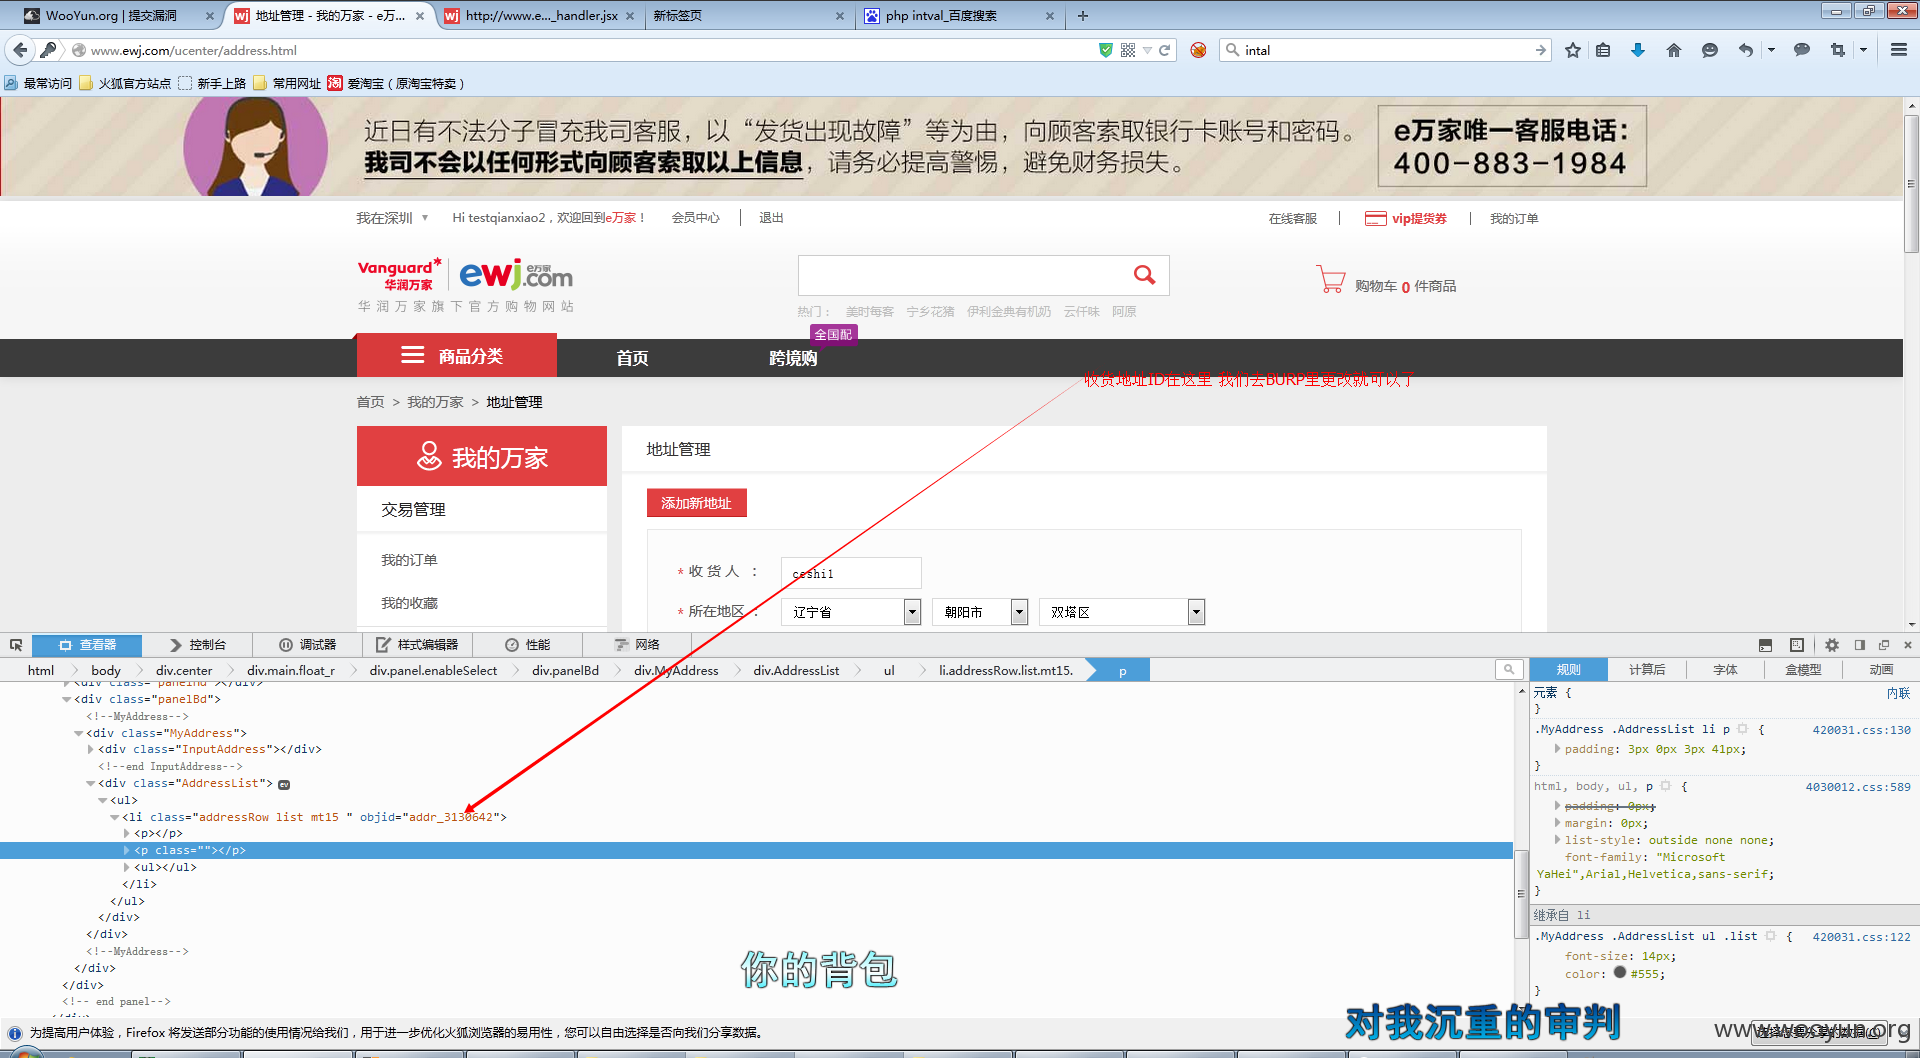 WooYun.org | 提交漏洞
地址管理 - 我的万家 - e万...
http://www.e..._handler.jsx
新标签页
php intval_百度搜索
www.ewj.com/ucenter/address.html
intal
最常访问 火狐官方站点 新手上路 常用网址 爱淘宝（原淘宝特卖）
近日有不法分子冒充我司客服，以“发货出现故障”等为由，向顾客索取银行卡账号和密码。
我司不会以任何形式向顾客索取以上信息，请务必提高警惕，避免财务损失。
e万家唯一客服电话：
400-883-1984
我在深圳 Hi testqianxiao2，欢迎回到e万家！ 会员中心 退出
在线客服 vip提货券 我的订单
Vanguard 华润万家 ewj.com e万家
华润万家旗下官方购物网站
购物车 0 件商品
热门： 美时每客 宁乡花猪 伊利金典有机奶 云仟味 阿原
全国配
商品分类 首页 跨境购
收货地址ID在这里 我们去BURP里更改就可以了
首页 > 我的万家 > 地址管理
我的万家
地址管理
添加新地址
交易管理
我的订单
我的收藏
* 收 货 人 ： ceshi1
* 所在地区 ： 辽宁省 朝阳市 双塔区
查看器 控制台 调试器 样式编辑器 性能 网络
html body div.center div.main.float_r div.panel.enableSelect div.panelBd div.MyAddress div.AddressList ul li.addressRow.list.mt15. p
规则 计算后 字体 盒模型 动画
<div class="panelHd"></div>
<div class="panelBd">
<!--MyAddress-->
<div class="MyAddress">
<div class="InputAddress"></div>
<!--end InputAddress-->
<div class="AddressList"> ev
<ul>
<li class="addressRow list mt15 " objid="addr_3130642">
<p></p>
<p class=""></p>
<ul></ul>
</li>
</ul>
</div>
</div>
<!--MyAddress-->
</div>
</div>
<!-- end panel-->
</div>
元素 { 内联
}
.MyAddress .AddressList li p { 420031.css:130
padding: 3px 0px 3px 41px;
}
html, body, ul, p { 4030012.css:589
padding: 0px;
margin: 0px;
list-style: outside none none;
font-family: "Microsoft
YaHei",Arial,Helvetica,sans-serif;
}
继承自 li
.MyAddress .AddressList ul .list { 420031.css:122
font-size: 14px;
color: #555;
}
你的背包
对我沉重的审判
为提高用户体验，Firefox 将发送部分功能的使用情况给我们，用于进一步优化火狐浏览器的易用性，您可以自由选择是否向我们分享数据。
www.wooyun.org